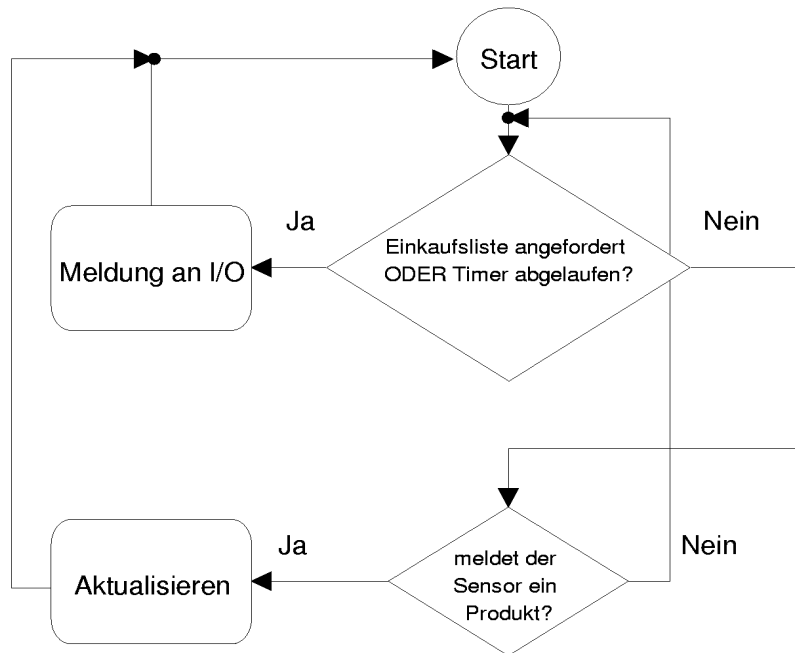 Start
Ja
Nein
Einkaufsliste angefordert
ODER Timer abgelaufen?
Meldung an I/O
Ja
Nein
meldet der
Sensor ein
Produkt?
Aktualisieren